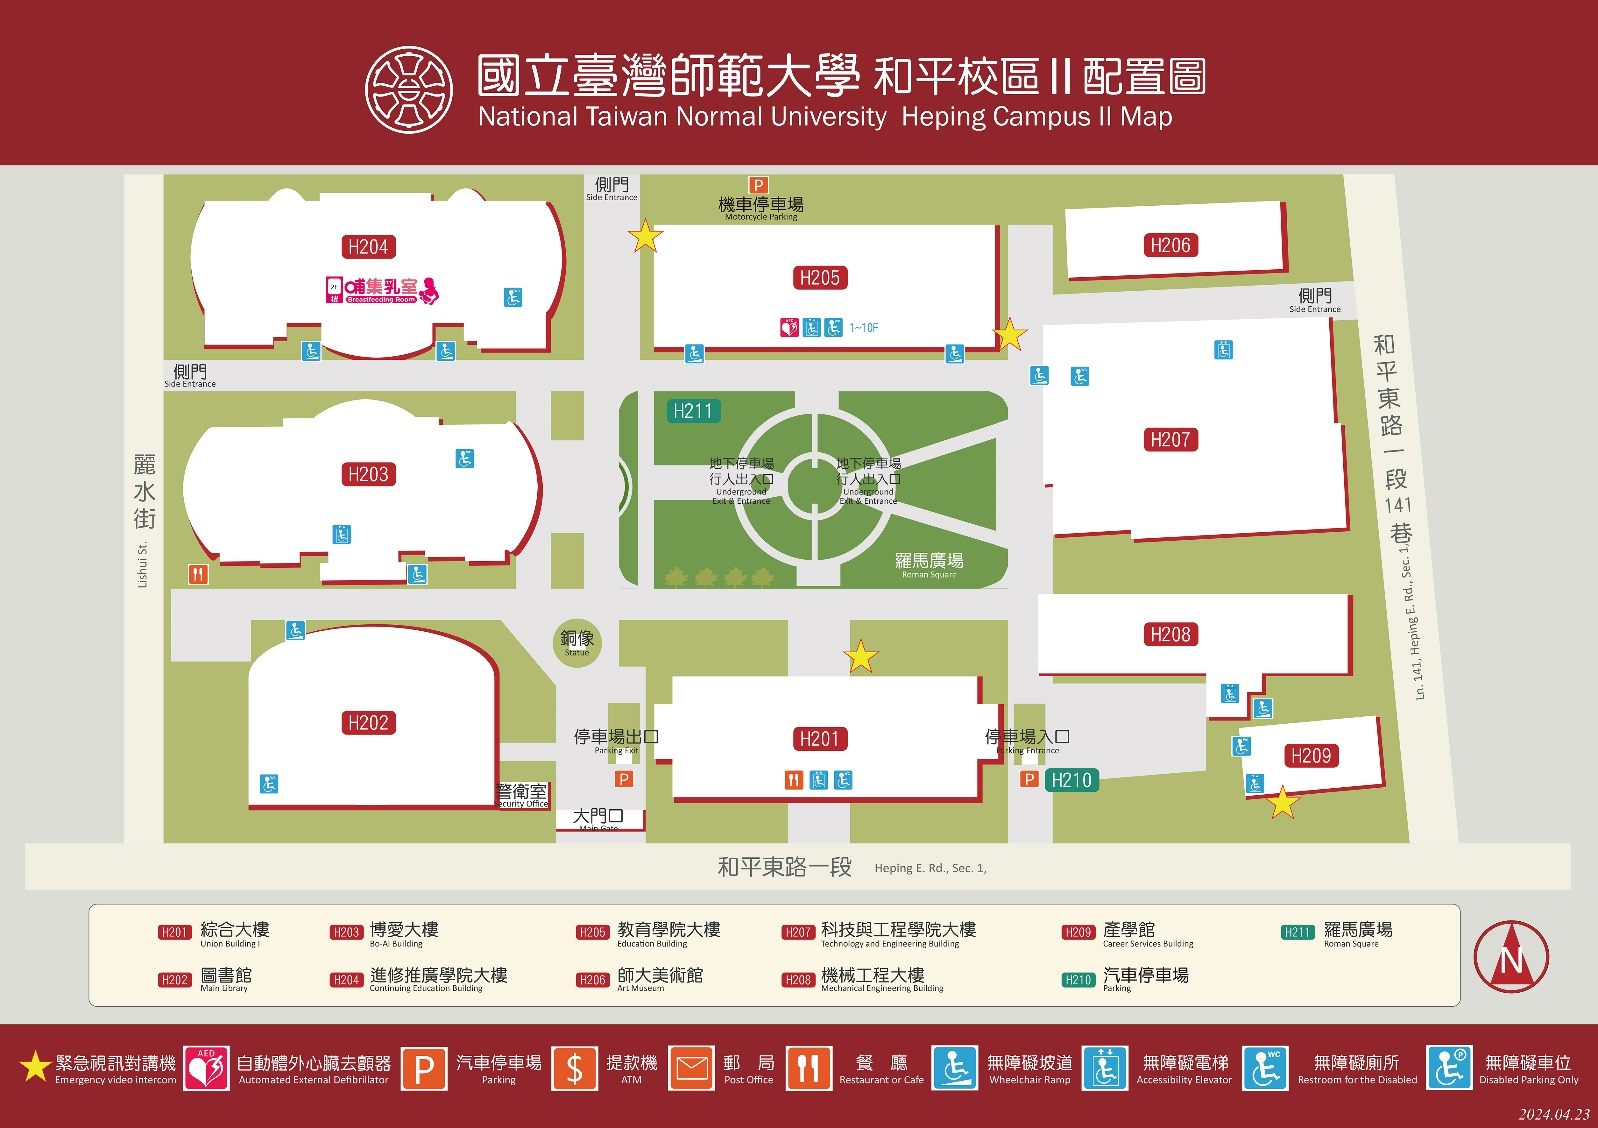 國立臺灣師範大學 和平校區 II 配置圖
National Taiwan Normal University Heping Campus II Map
側門
Side Entrance
P
機車停車場
Motorcycle Parking
H204
2F
哺集乳室
Breastfeeding Room
H205
1~10F
H206
側門
Side Entrance
側門
Side Entrance
H211
H203
H207
地下停車場
行人出入口
Underground
Exit & Entrance
地下停車場
行人出入口
Underground
Exit & Entrance
羅馬廣場
Roman Square
麗水街
Lishui St.
和平東路一段141巷
Ln. 141, Heping E. Rd., Sec. 1,
銅像
Statue
H208
H202
停車場出口
Parking Exit
P
H201
停車場入口
Parking Entrance
P
H210
H209
警衛室
ecurity Office
大門口
Main Gate
和平東路一段 Heping E. Rd., Sec. 1,
H201 綜合大樓
Union Building I
H203 博愛大樓
Bo-Ai Building
H205 教育學院大樓
Education Building
H207 科技與工程學院大樓
Technology and Engineering Building
H209 產學館
Career Services Building
H211 羅馬廣場
Roman Square
H202 圖書館
Main Library
H204 進修推廣學院大樓
Continuing Education Building
H206 師大美術館
Art Museum
H208 機械工程大樓
Mechanical Engineering Building
H210 汽車停車場
Parking
N
緊急視訊對講機
Emergency video intercom
AED
自動體外心臟去顫器
Automated External Defibrillator
P
汽車停車場
Parking
$
提款機
ATM
郵局
Post Office
餐廳
Restaurant or Cafe
無障礙坡道
Wheelchair Ramp
無障礙電梯
Accessibility Elevator
WC
無障礙廁所
Restroom for the Disabled
P
無障礙車位
Disabled Parking Only
2024.04.23